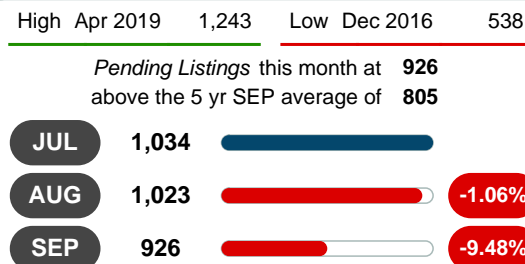 High Apr 2019 1,243 Low Dec 2016 538
Pending Listings this month at 926
above the 5 yr SEP average of 805
JUL 1,034
AUG 1,023 -1.06%
SEP 926 -9.48%